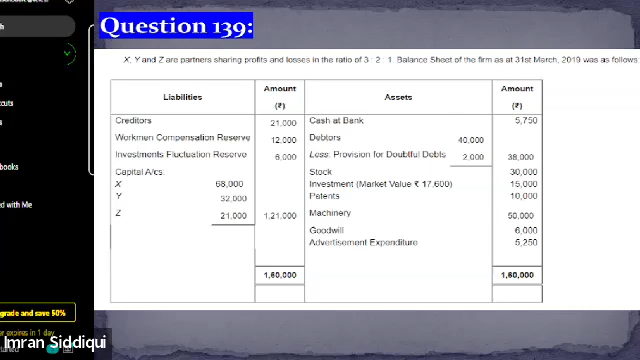 Question 139:
X, Y and Z are partners sharing profits and losses in the ratio of 3 : 2 : 1. Balance Sheet of the firm as at 31st March, 2019 was as follows
Liabilities Amount (₹) Assets Amount (₹)
Creditors 21,000 Cash at Bank 5,750
Workmen Compensation Reserve 12,000 Debtors 40,000
Investments Fluctuation Reserve 6,000 Less: Provision for Doubtful Debts 2,000 38,000
Capital A/cs: Stock 30,000
X 68,000 Investment (Market Value ₹ 17,600) 15,000
Y 32,000 Patents 10,000
Z 21,000 1,21,000 Machinery 50,000
Goodwill 6,000
Advertisement Expenditure 5,250
1,60,000 1,60,000
cuts
books
ed with Me
grade and save 50%
er expires in 1 day
Imran Siddiqui